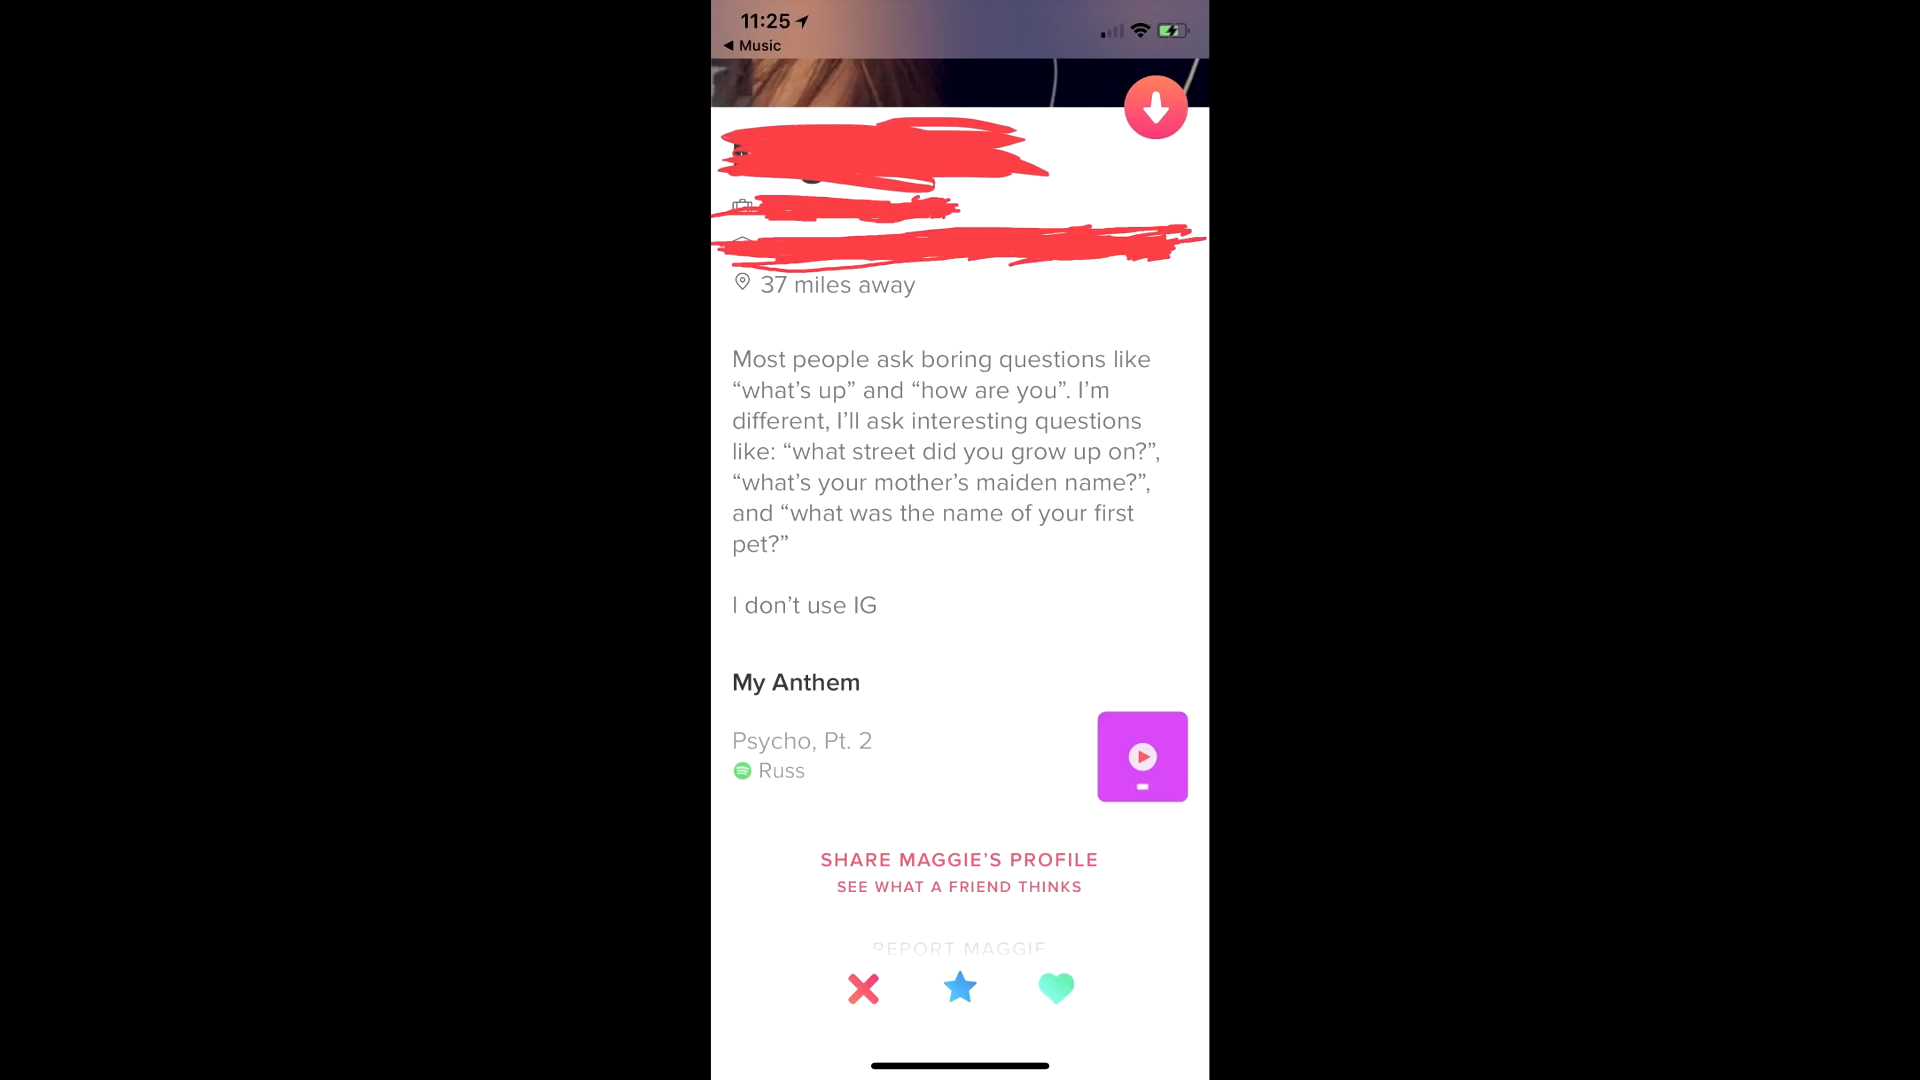 11:25
◀ Music
37 miles away
Most people ask boring questions like
“what’s up” and “how are you”. I’m
different, I’ll ask interesting questions
like: “what street did you grow up on?”,
“what’s your mother’s maiden name?”,
and “what was the name of your first
pet?”
I don’t use IG
My Anthem
Psycho, Pt. 2
Russ
SHARE MAGGIE’S PROFILE
SEE WHAT A FRIEND THINKS
REPORT MAGGIE